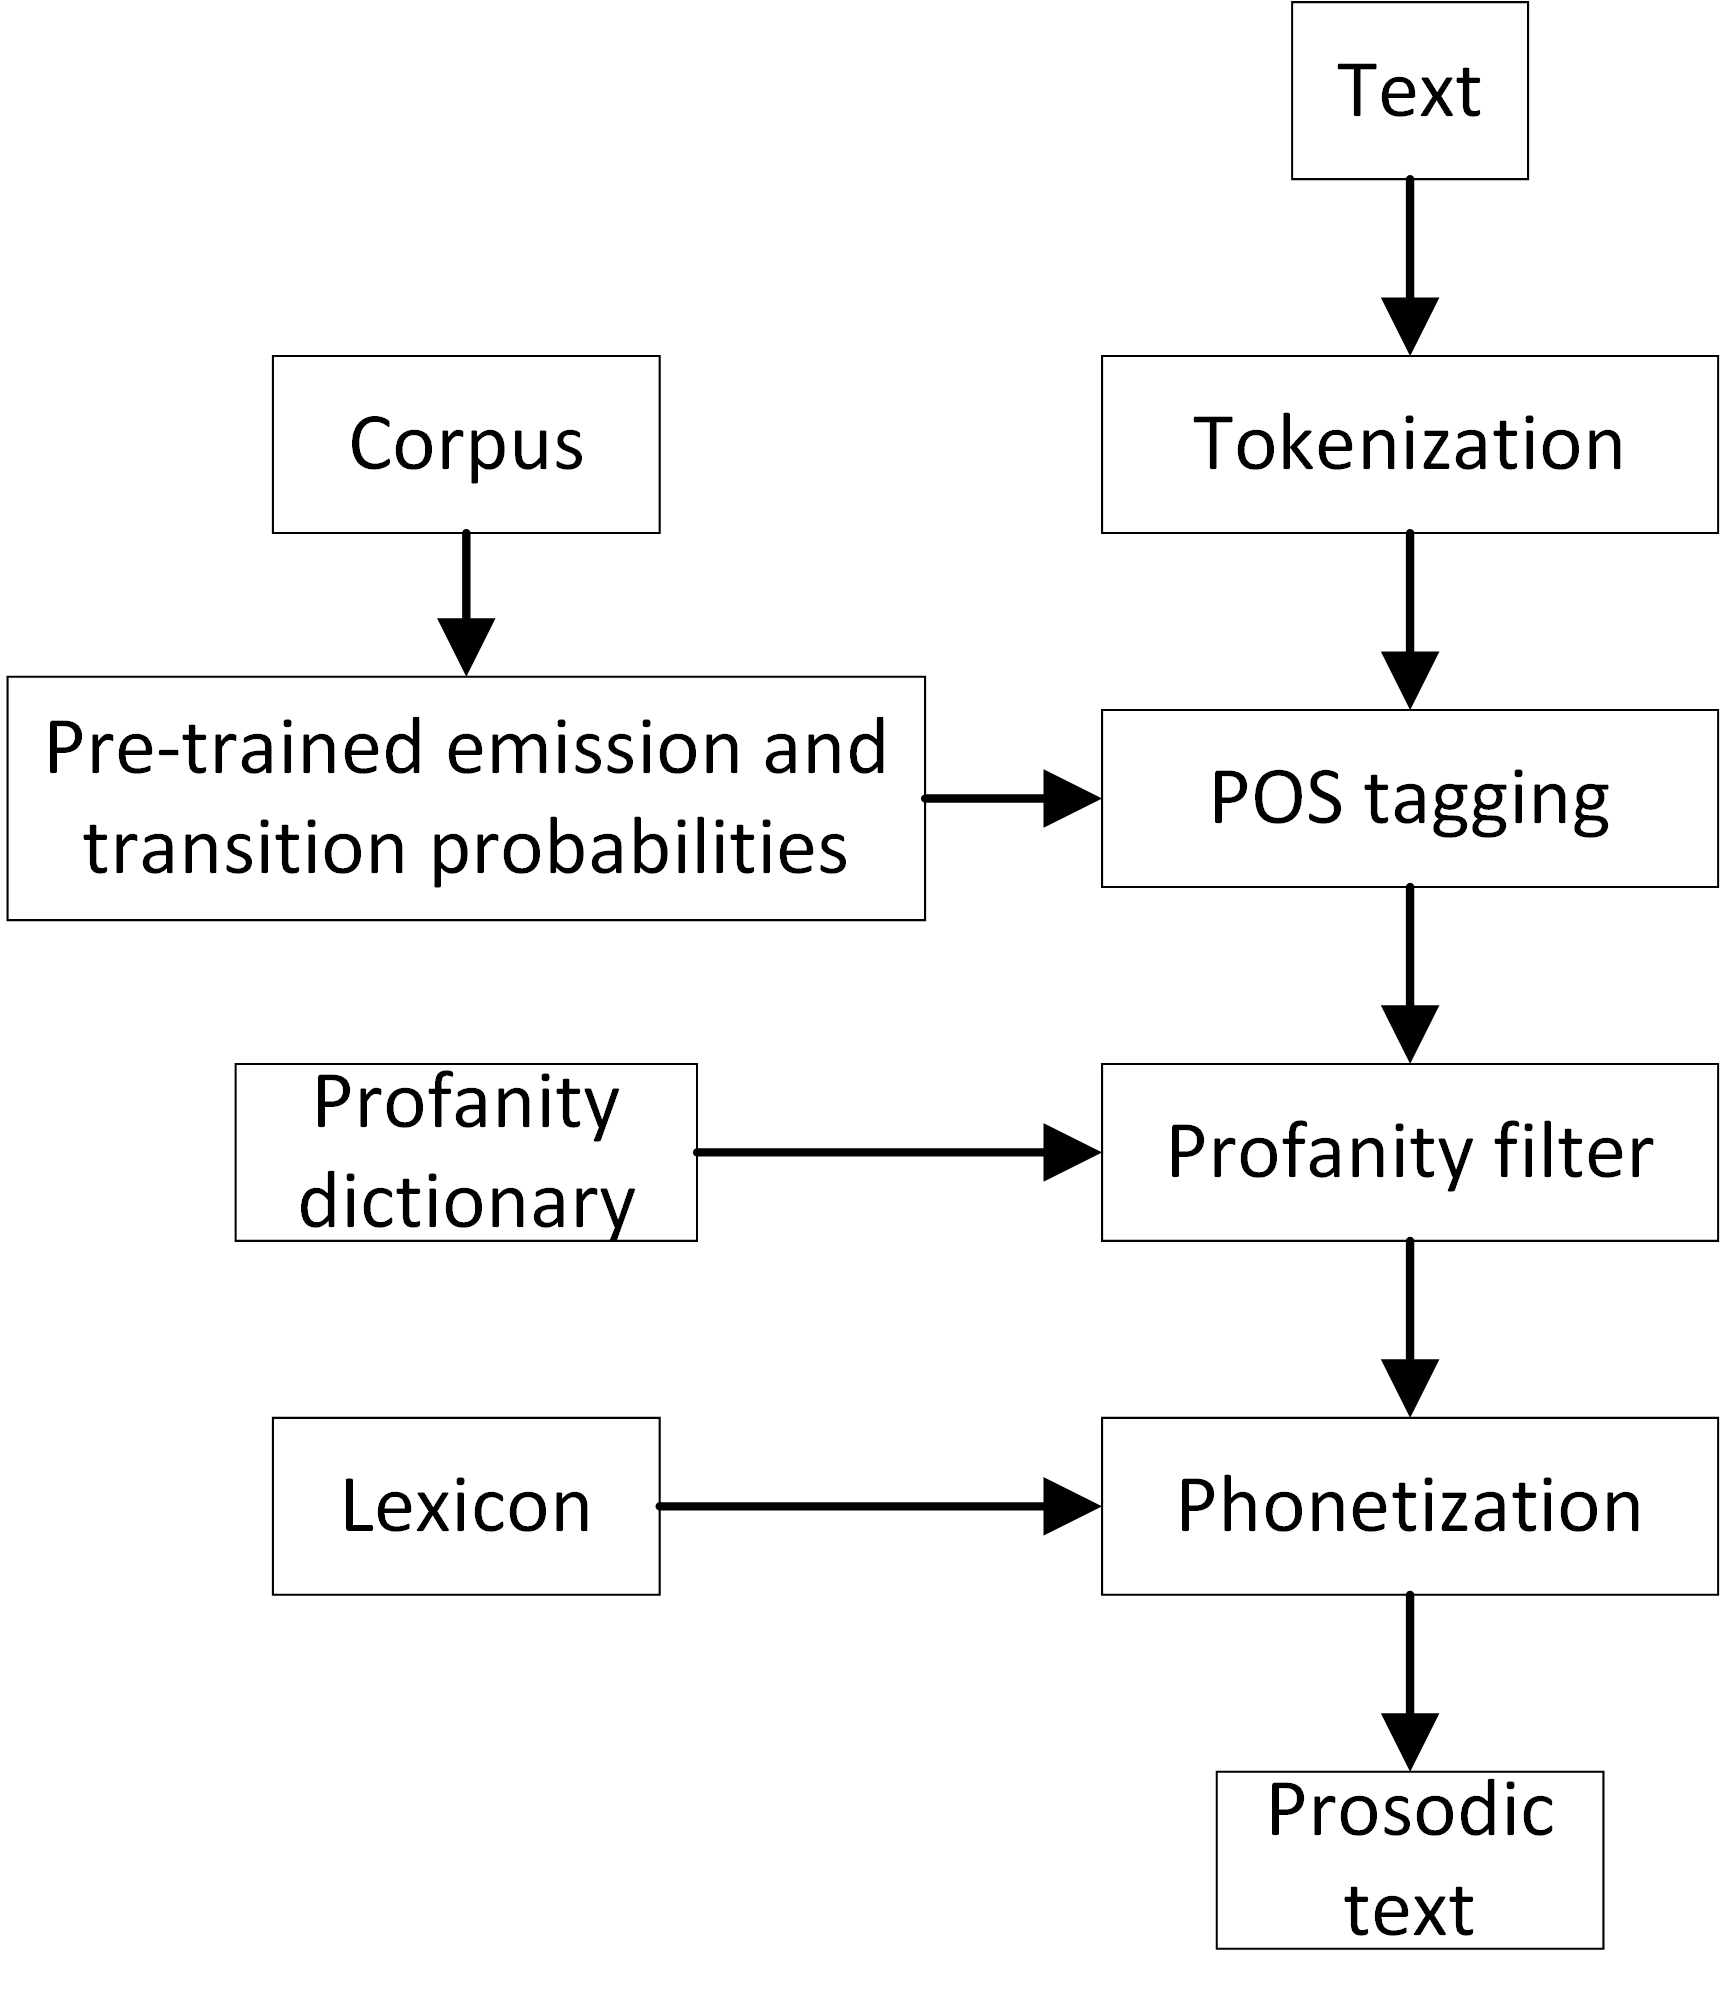 Text
Corpus
Tokenization
Pre-trained emission and
transition probabilities
POS tagging
Profanity
dictionary
Profanity filter
Lexicon
Phonetization
Prosodic
text